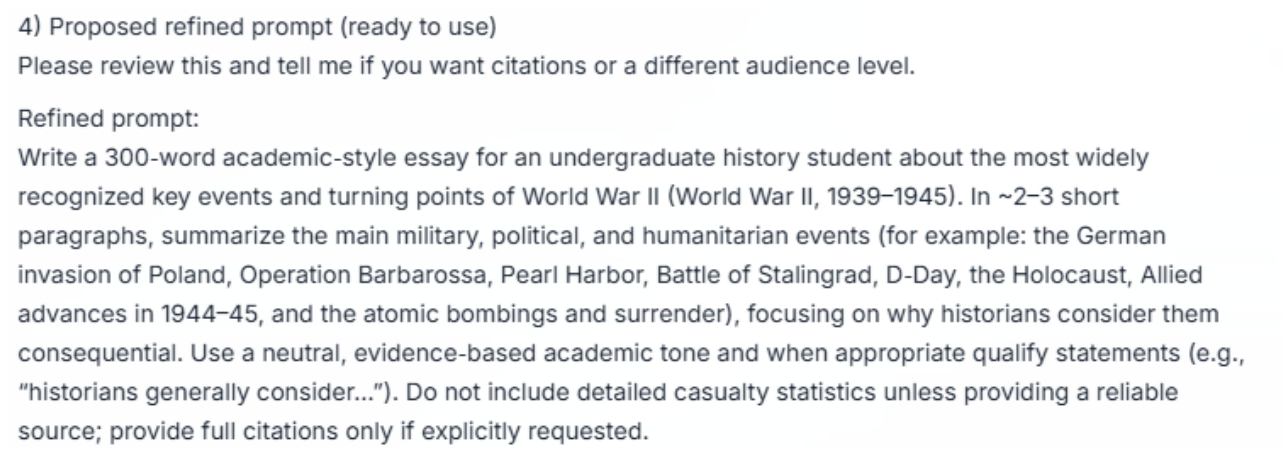 4) Proposed refined prompt (ready to use)
Please review this and tell me if you want citations or a different audience level.
Refined prompt:
Write a 300-word academic-style essay for an undergraduate history student about the most widely
recognized key events and turning points of World War II (World War II, 1939–1945). In ~2–3 short
paragraphs, summarize the main military, political, and humanitarian events (for example: the German
invasion of Poland, Operation Barbarossa, Pearl Harbor, Battle of Stalingrad, D-Day, the Holocaust, Allied
advances in 1944–45, and the atomic bombings and surrender), focusing on why historians consider them
consequential. Use a neutral, evidence-based academic tone and when appropriate qualify statements (e.g.,
“historians generally consider...”). Do not include detailed casualty statistics unless providing a reliable
source; provide full citations only if explicitly requested.